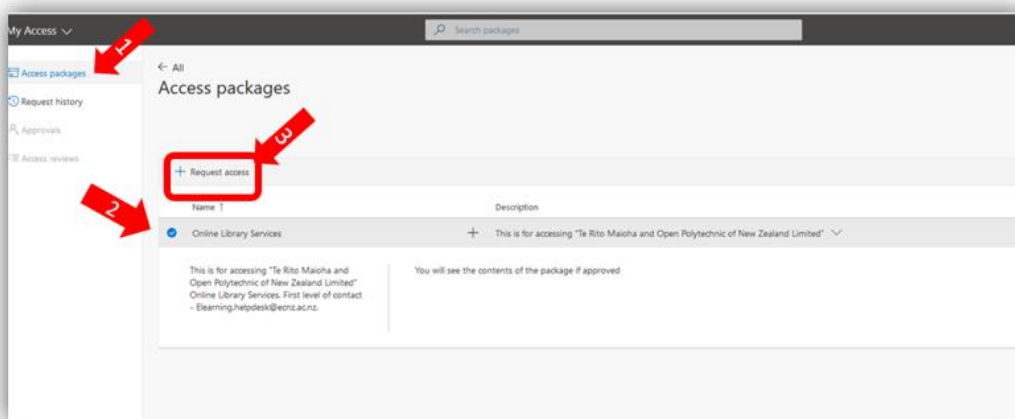 My Access
Search packages
1
Access packages
Request history
Approvals
Access reviews
← All
Access packages
3
+ Request access
2
Name ↑
Description
Online Library Services
+ This is for accessing "Te Rito Maioha and Open Polytechnic of New Zealand Limited"
This is for accessing "Te Rito Maioha and
Open Polytechnic of New Zealand Limited"
Online Library Services. First level of contact
- Elearning.helpdesk@ecnz.ac.nz.
You will see the contents of the package if approved